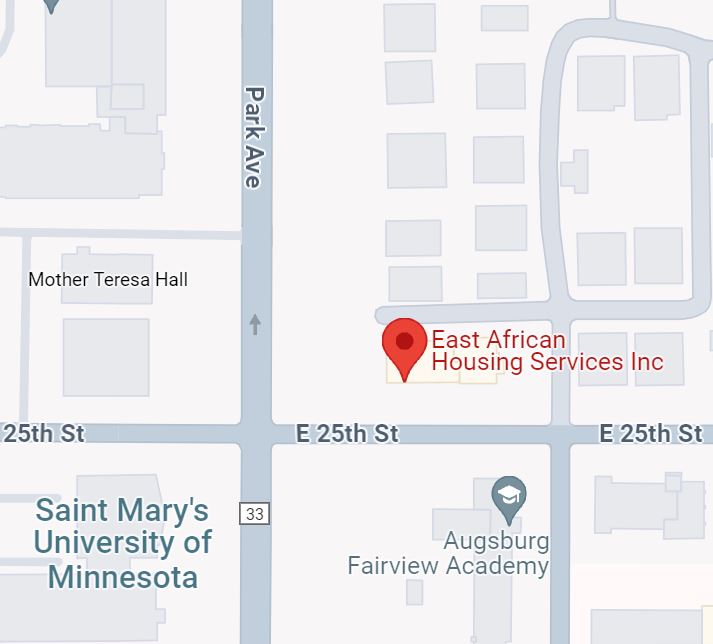 Park Ave
Mother Teresa Hall
East African
Housing Services Inc
25th St
E 25th St
E 25th St
Saint Mary's
University of
Minnesota
33
Augsburg
Fairview Academy